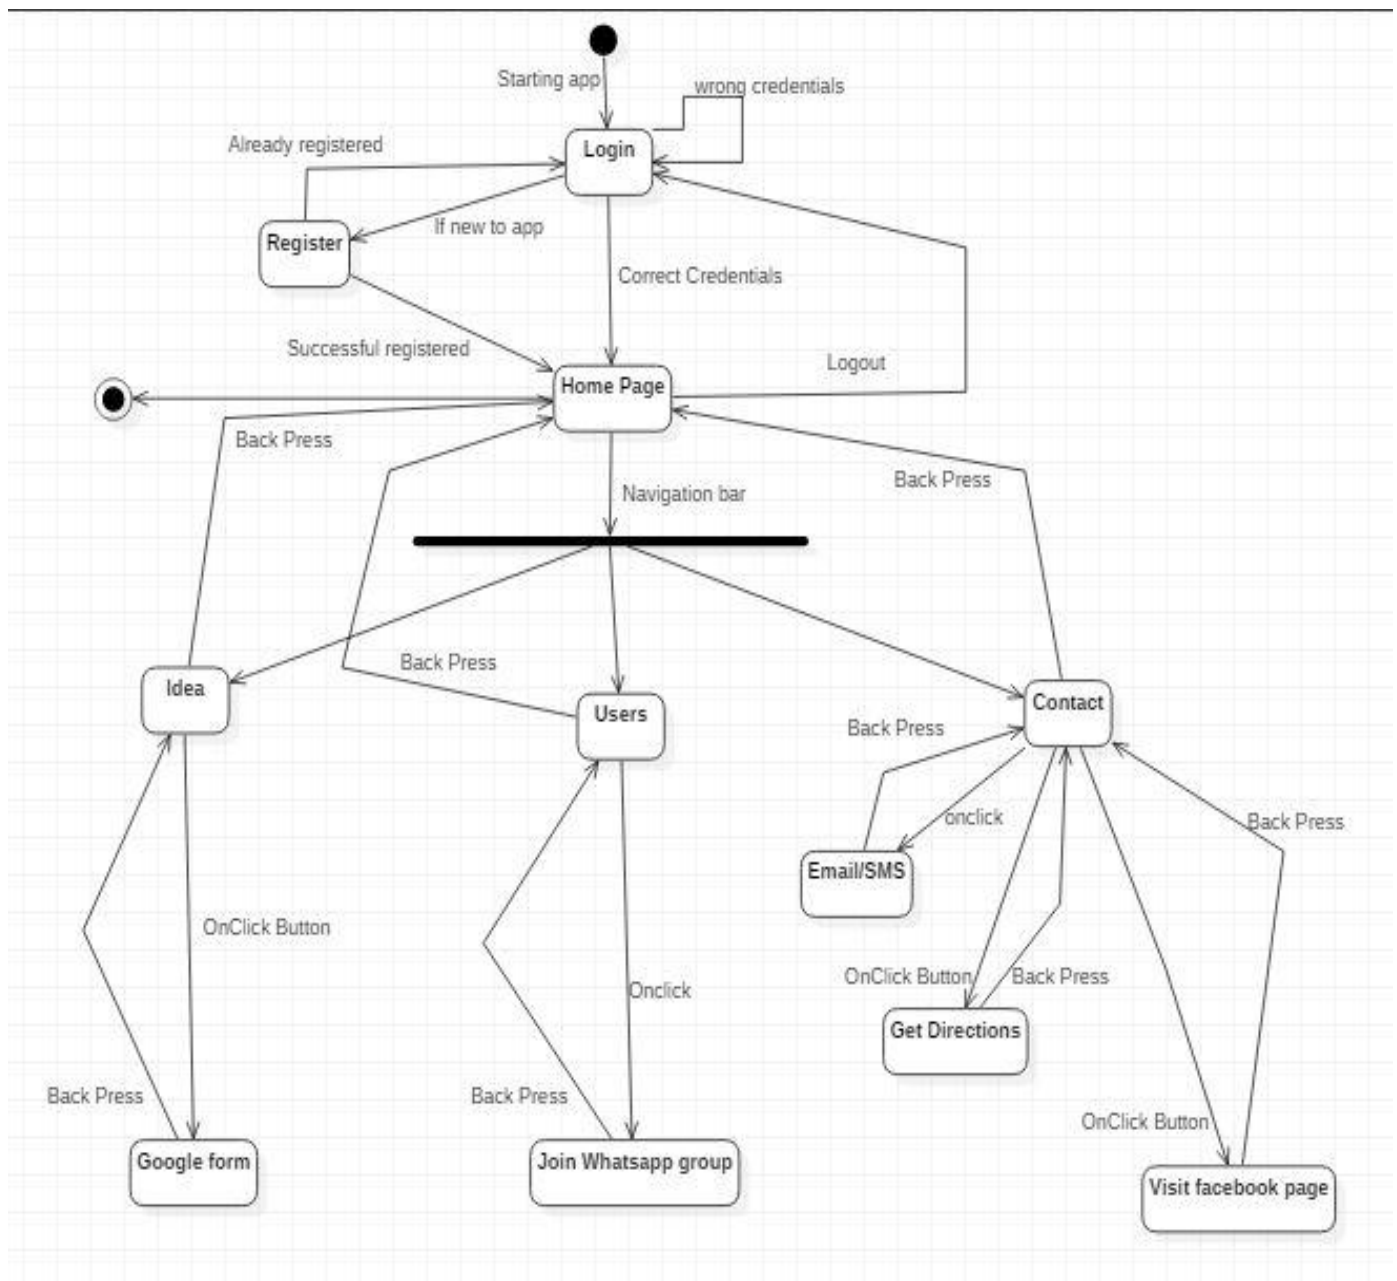 Starting app
wrong credentials
Already registered
Login
If new to app
Register
Correct Credentials
Successful registered
Logout
Home Page
Back Press
Back Press
Navigation bar
Back Press
Idea
Users
Contact
Back Press
onclick
Back Press
Email/SMS
OnClick Button
Onclick
OnClick Button
Back Press
Get Directions
Back Press
Back Press
OnClick Button
Google form
Join Whatsapp group
Visit facebook page